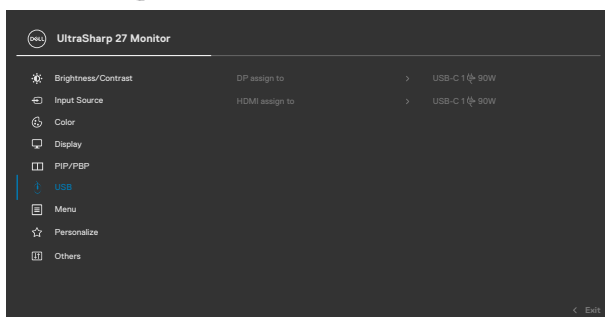 DELL UltraSharp 27 Monitor
Brightness/Contrast DP assign to > USB-C 1 90W
Input Source HDMI assign to > USB-C 1 90W
Color
Display
PIP/PBP
USB
Menu
Personalize
Others
< Exit